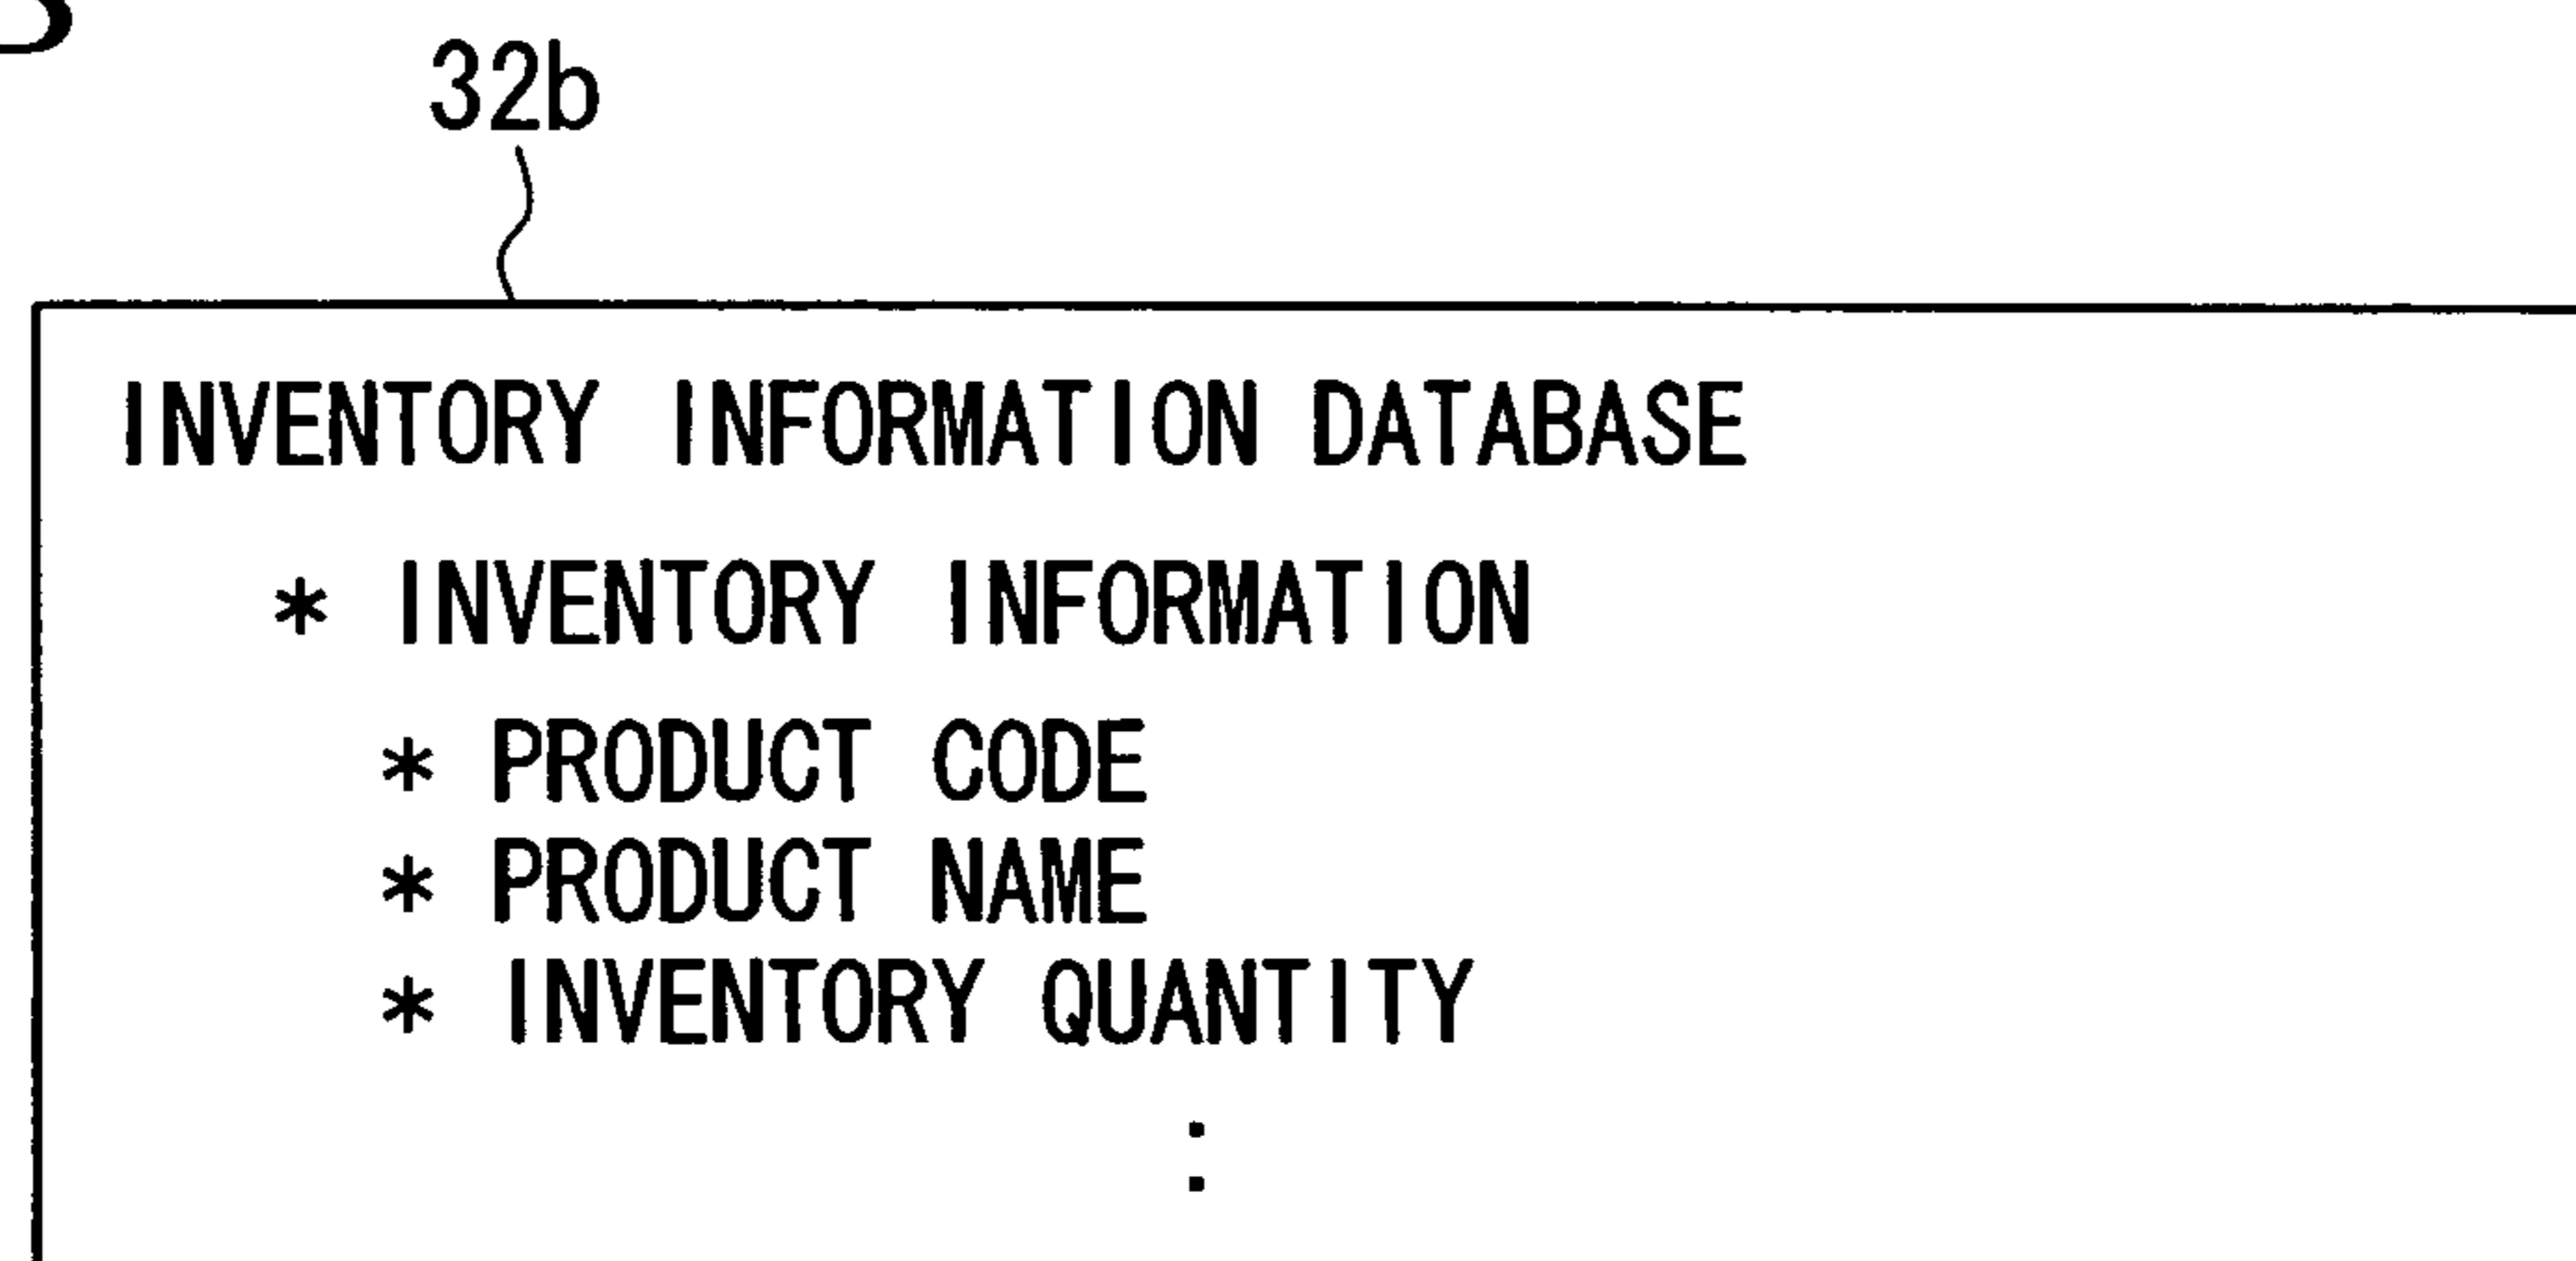 32b
INVENTORY INFORMATION DATABASE
* INVENTORY INFORMATION
* PRODUCT CODE
* PRODUCT NAME
* INVENTORY QUANTITY
: